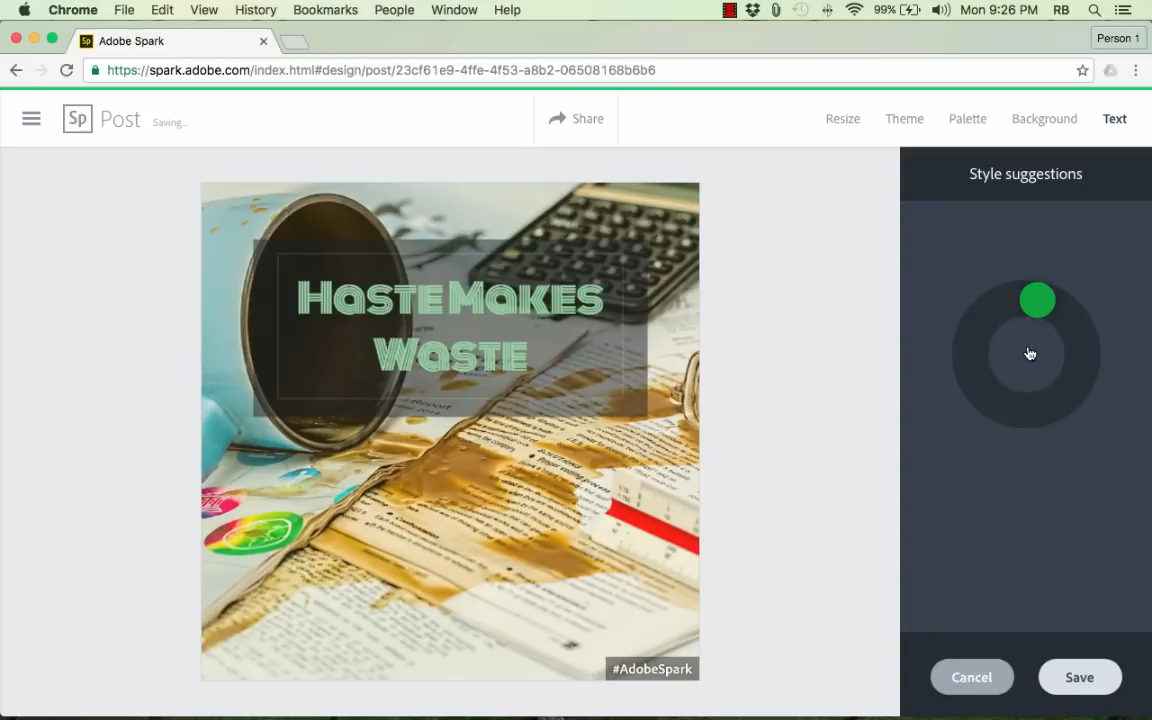 Chrome File Edit View History Bookmarks People Window Help 99% Mon 9:26 PM RB
Sp Adobe Spark Person 1
https://spark.adobe.com/index.html#design/post/23cf61e9-4ffe-4f53-a8b2-06508168b6b6
Sp Post Saving... Share Resize Theme Palette Background Text
Style suggestions
Haste Makes
Waste
#AdobeSpark
Cancel Save